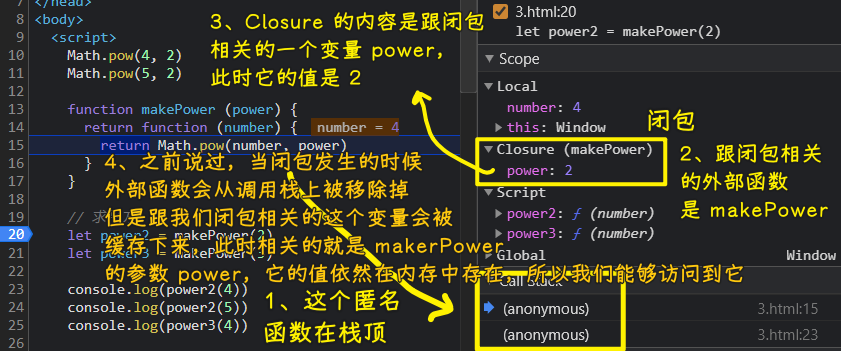 7 </head>
8 <body>
9 <script>
10 Math.pow(4, 2)
11 Math.pow(5, 2)
12
13 function makePower (power) {
14 return function (number) { number = 4
15 return Math.pow(number, power)
16 }
17 }
18
19 // 求
20 let power2 = makePower(2)
21 let power3 = makePower
22
23 console.log(power2(4))
24 console.log(power2(5))
25 console.log(power3(4))
26
3、Closure 的内容是跟闭包
相关的一个变量 power，
此时它的值是 2
4、之前说过，当闭包发生的时候
外部函数会从调用栈上被移除掉
但是跟我们闭包相关的这个变量会被
缓存下来，此时相关的就是 makerPower
的参数 power，它的值依然在内存中存在，所以我们能够访问到它
1、这个匿名
函数在栈顶
3.html:20
let power2 = makePower(2)
Scope
Local
number: 4
this: Window
闭包
Closure (makePower)
power: 2
2、跟闭包相关
的外部函数
是 makePower
Script
power2: ƒ (number)
power3: ƒ (number)
Global Window
Call Stack
(anonymous) 3.html:15
(anonymous) 3.html:23